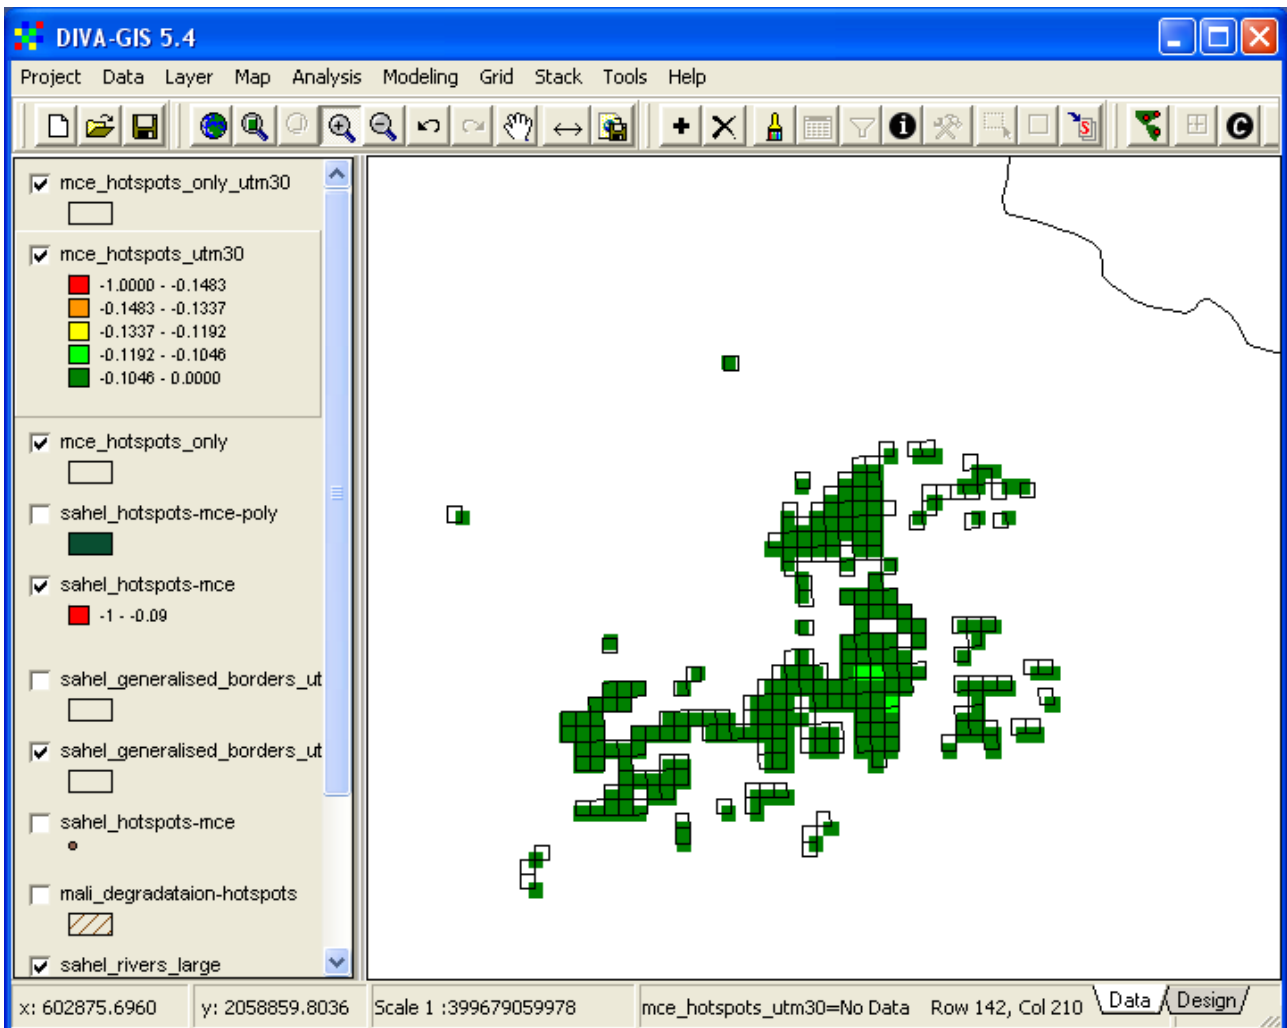 DIVA-GIS 5.4
Project Data Layer Map Analysis Modeling Grid Stack Tools Help
mce_hotspots_only_utm30
mce_hotspots_utm30
-1.0000 - -0.1483
-0.1483 - -0.1337
-0.1337 - -0.1192
-0.1192 - -0.1046
-0.1046 - 0.0000
mce_hotspots_only
sahel_hotspots-mce-poly
sahel_hotspots-mce
-1 - -0.09
sahel_generalised_borders_ut
sahel_generalised_borders_ut
sahel_hotspots-mce
mali_degradataion-hotspots
sahel_rivers_large
x: 602875.6960 y: 2058859.8036 Scale 1 :399679059978 mce_hotspots_utm30=No Data Row 142, Col 210 Data Design